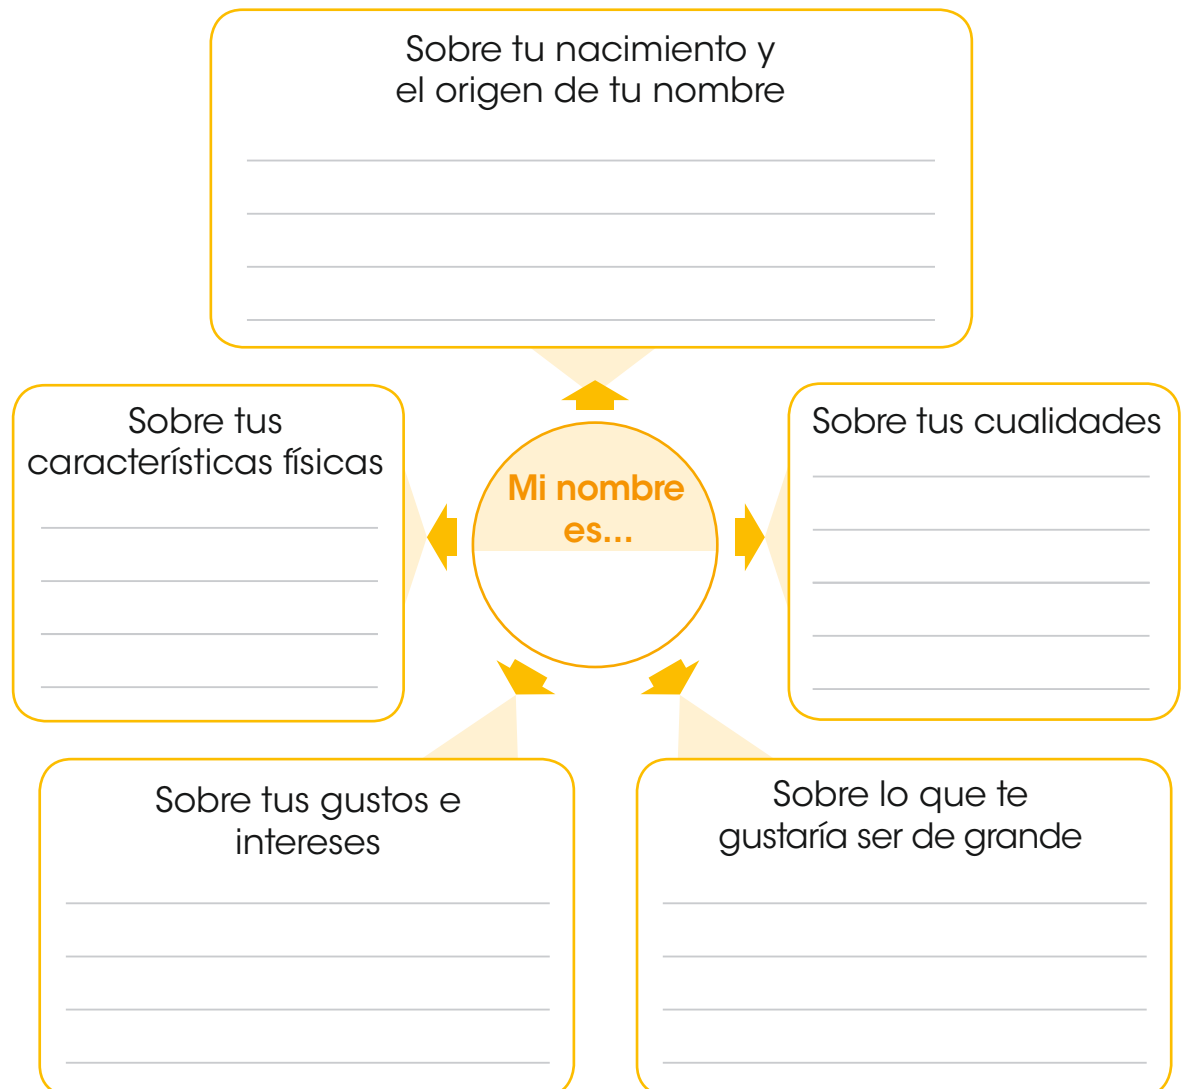 Sobre tu nacimiento y
el origen de tu nombre
Sobre tus
características físicas
Mi nombre
es...
Sobre tus cualidades
Sobre tus gustos e
intereses
Sobre lo que te
gustaría ser de grande